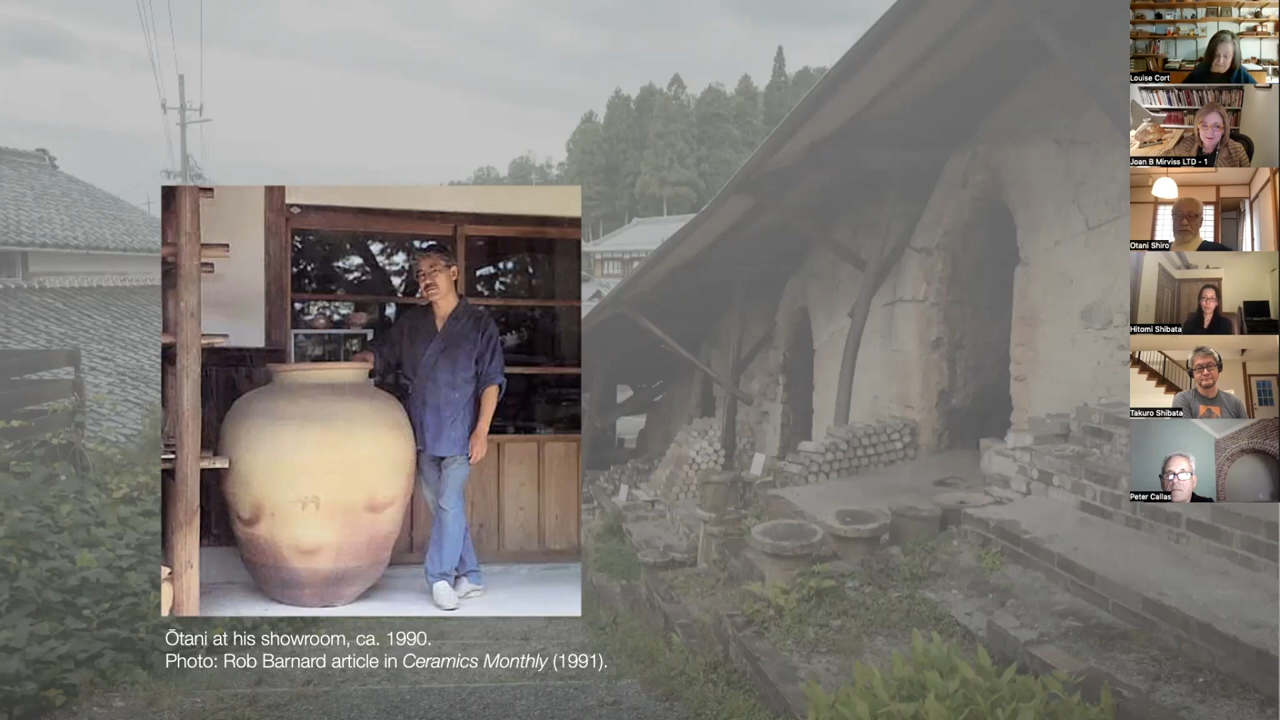 Louise Cort
Joan B Mirviss LTD - 1
Otani Shiro
Hitomi Shibata
Takuro Shibata
Peter Callas
Ōtani at his showroom, ca. 1990.
Photo: Rob Barnard article in Ceramics Monthly (1991).